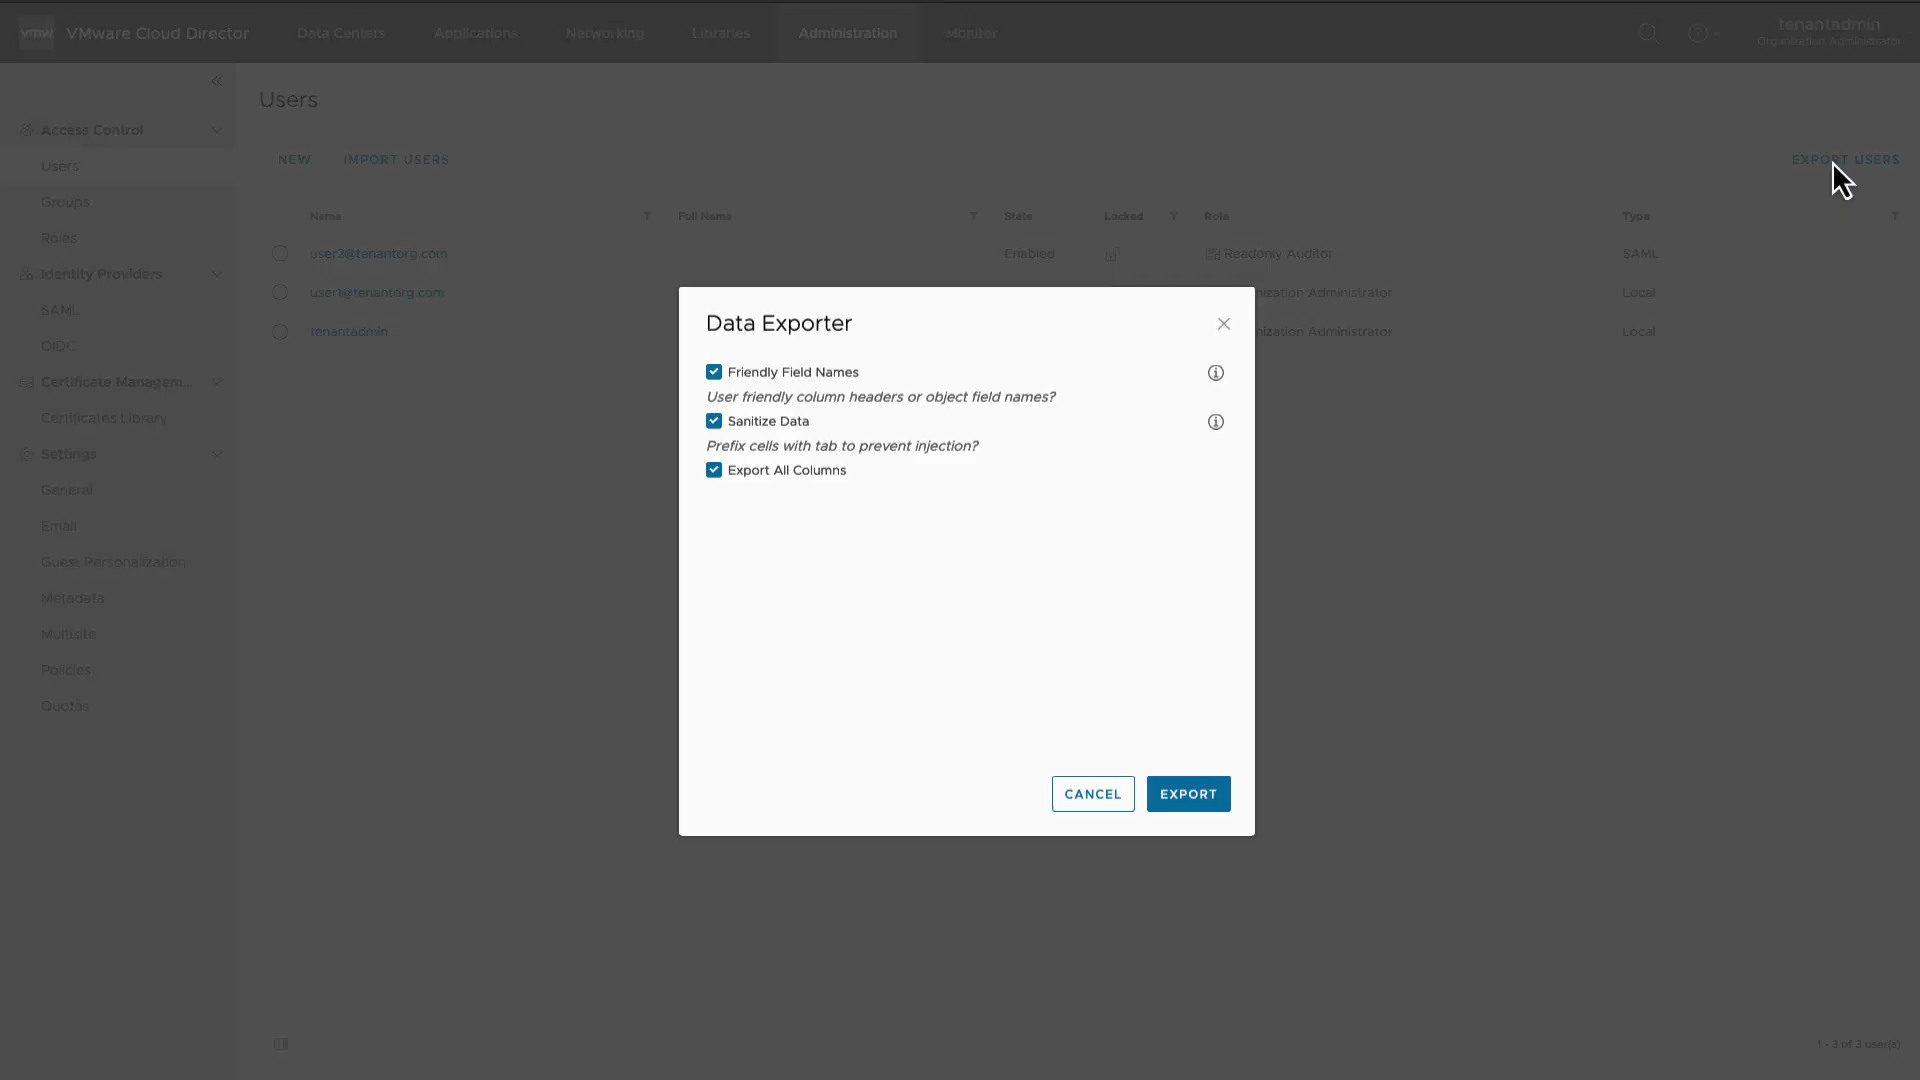 vmw VMware Cloud Director Data Centers Applications Networking Libraries Administration Monitor
tenantadmin
Organization Administrator
Users
Access Control
Users
Groups
Roles
Identity Providers
SAML
OIDC
Certificate Managem...
Certificates Library
Settings
General
Email
Guest Personalization
Metadata
Multisite
Policies
Quotas
NEW IMPORT USERS EXPORT USERS
Name Full Name State Locked Role Type
user2@tenantorg.com Enabled Readonly Auditor SAML
user1@tenantorg.com nization Administrator Local
tenantadmin nization Administrator Local
Data Exporter
Friendly Field Names
User friendly column headers or object field names?
Sanitize Data
Prefix cells with tab to prevent injection?
Export All Columns
CANCEL EXPORT
1 - 3 of 3 user(s)